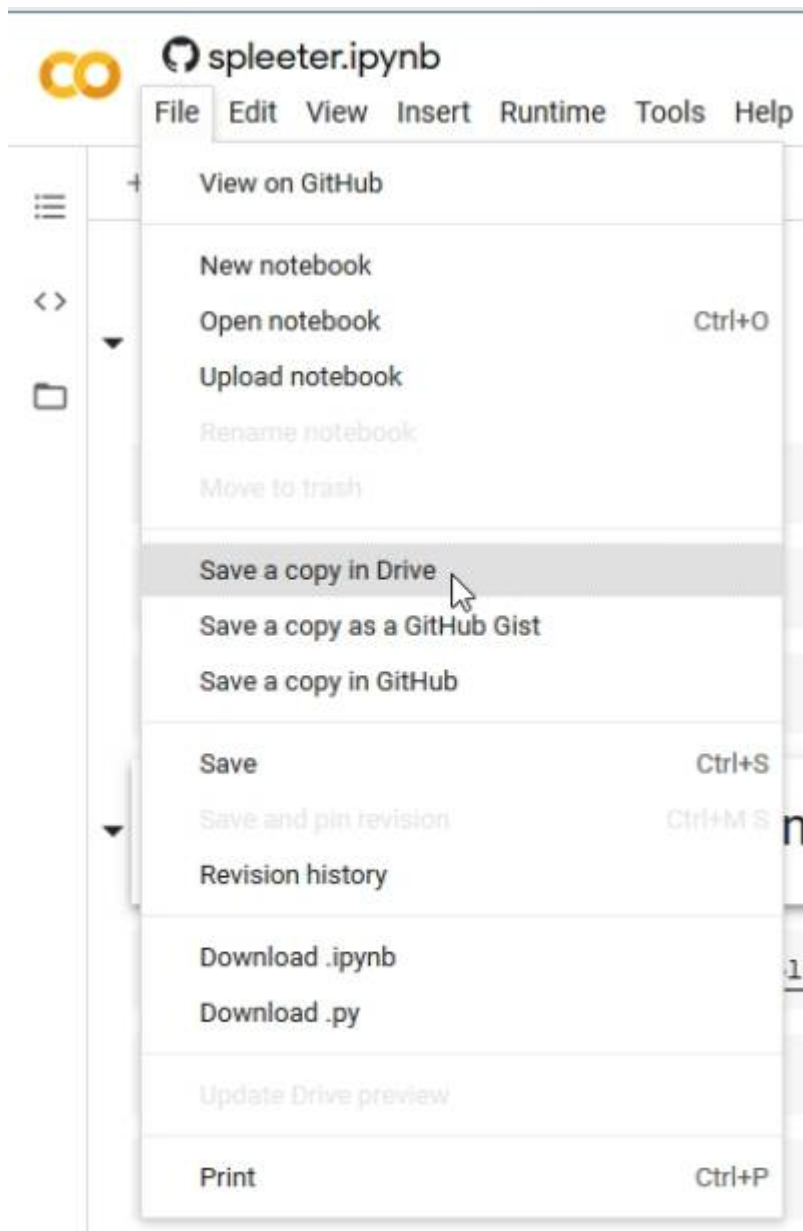 spleeter.ipynb
File Edit View Insert Runtime Tools Help
View on GitHub
New notebook
Open notebook Ctrl+O
Upload notebook
Rename notebook
Move to trash
Save a copy in Drive
Save a copy as a GitHub Gist
Save a copy in GitHub
Save Ctrl+S
Save and pin revision Ctrl+M S
Revision history
Download .ipynb
Download .py
Update Drive preview
Print Ctrl+P